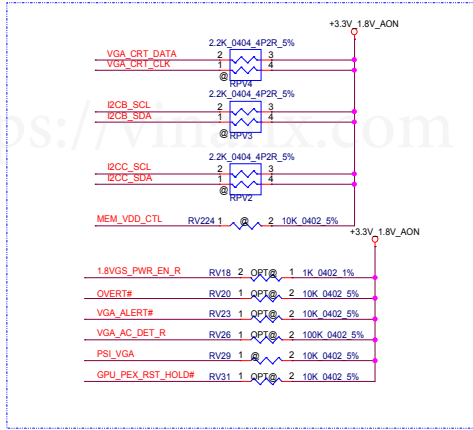 +3.3V_1.8V_AON
2.2K_0404_4P2R_5%
VGA_CRT_DATA 2 3
VGA_CRT_CLK 1 4
@ RPV4
2.2K_0404_4P2R_5%
I2CB_SCL 2 3
I2CB_SDA 1 4
@ RPV3
2.2K_0404_4P2R_5%
I2CC_SCL 2 3
I2CC_SDA 1 4
@ RPV2
MEM_VDD_CTL RV224 1 @ 2 10K_0402_5%
+3.3V_1.8V_AON
1.8VGS_PWR_EN_R RV18 2 OPT@ 1 1K_0402_1%
OVERT# RV20 1 OPT@ 2 10K_0402_5%
VGA_ALERT# RV23 1 OPT@ 2 10K_0402_5%
VGA_AC_DET_R RV26 1 OPT@ 2 100K_0402_5%
PSI_VGA RV29 1 @ 2 10K_0402_5%
GPU_PEX_RST_HOLD# RV31 1 OPT@ 2 10K_0402_5%